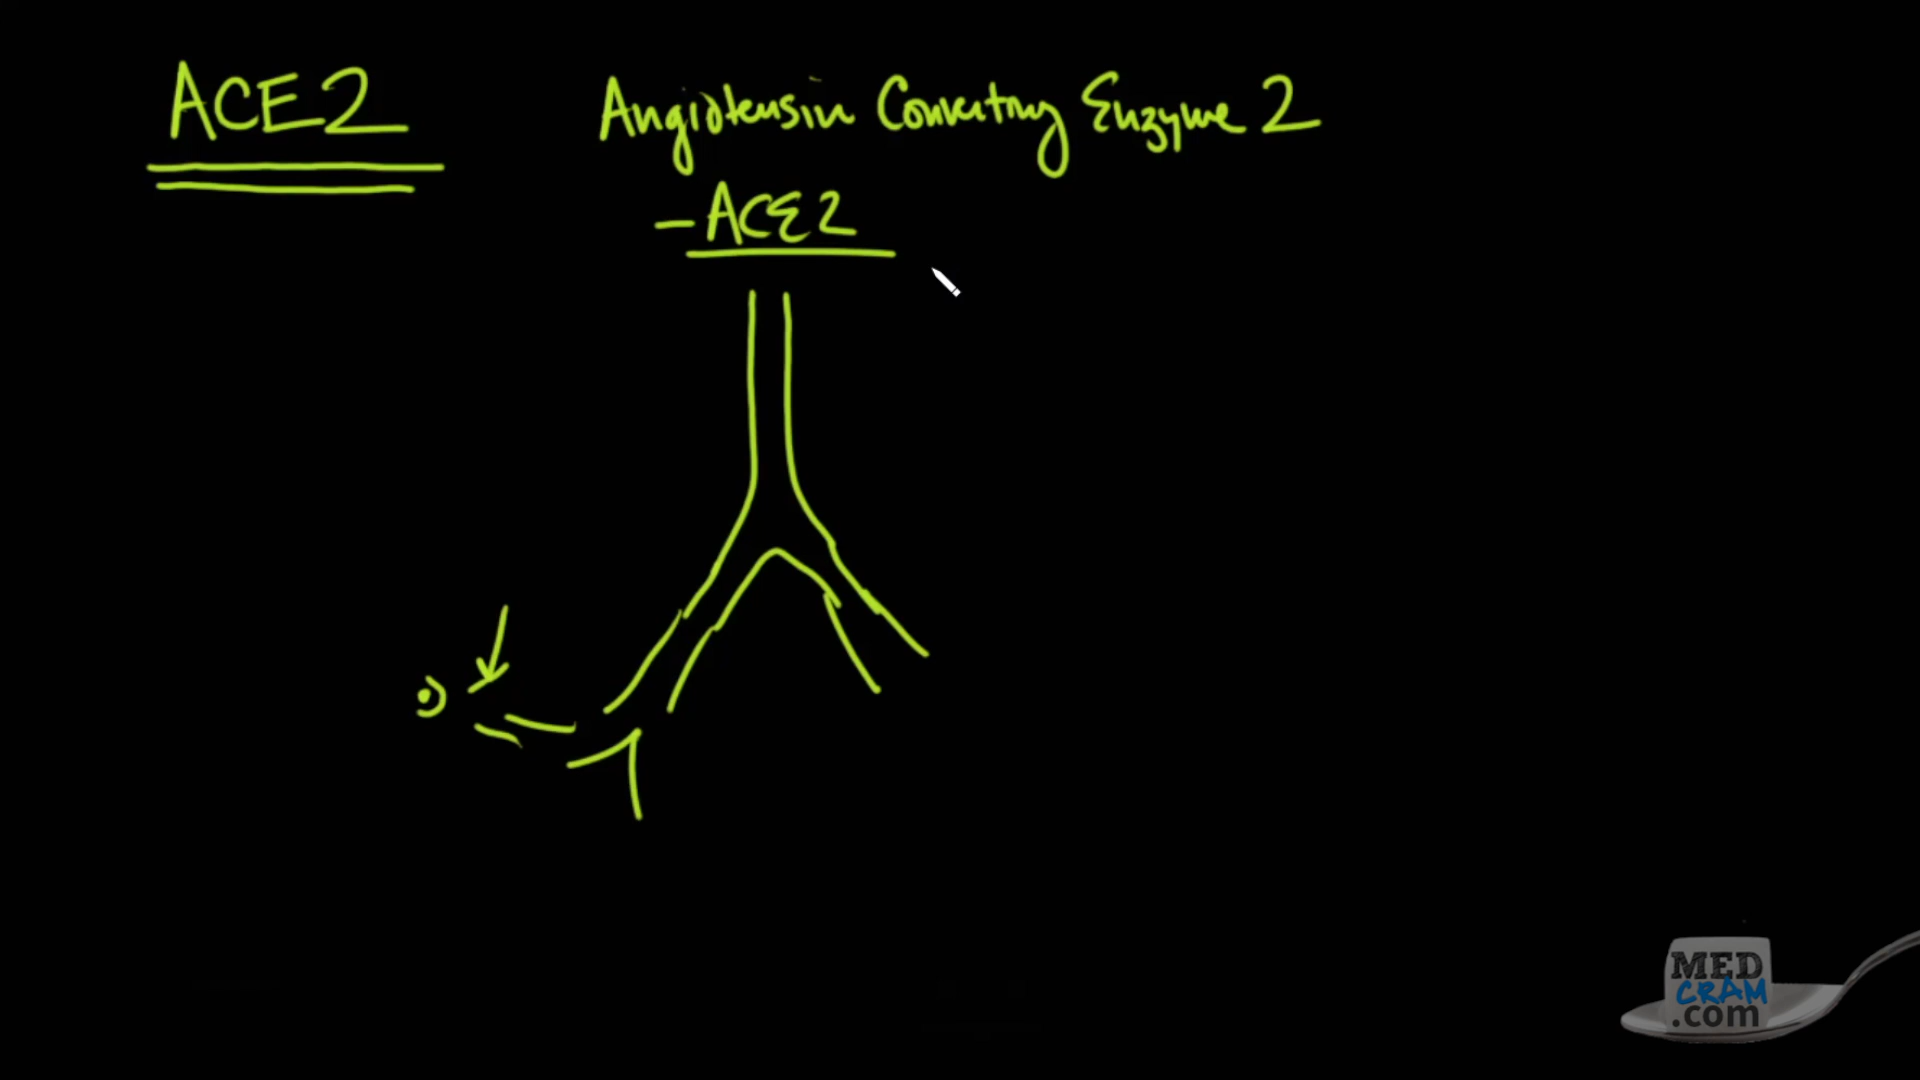 ACE2
Angiotensin Converting Enzyme 2
- ACE2
MED
CRAM
.com